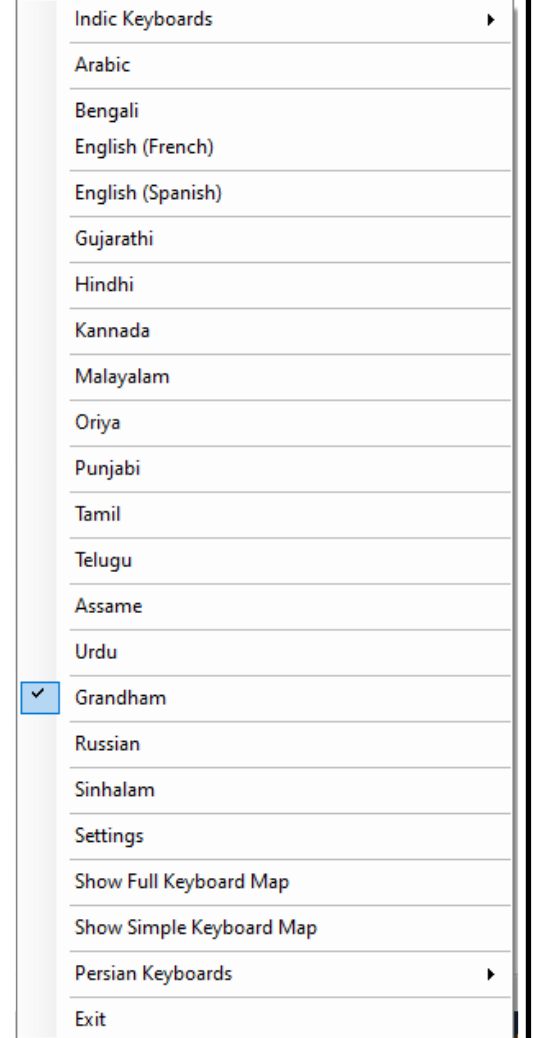 Indic Keyboards
Arabic
Bengali
English (French)
English (Spanish)
Gujarathi
Hindhi
Kannada
Malayalam
Oriya
Punjabi
Tamil
Telugu
Assame
Urdu
Grandham
Russian
Sinhalam
Settings
Show Full Keyboard Map
Show Simple Keyboard Map
Persian Keyboards
Exit